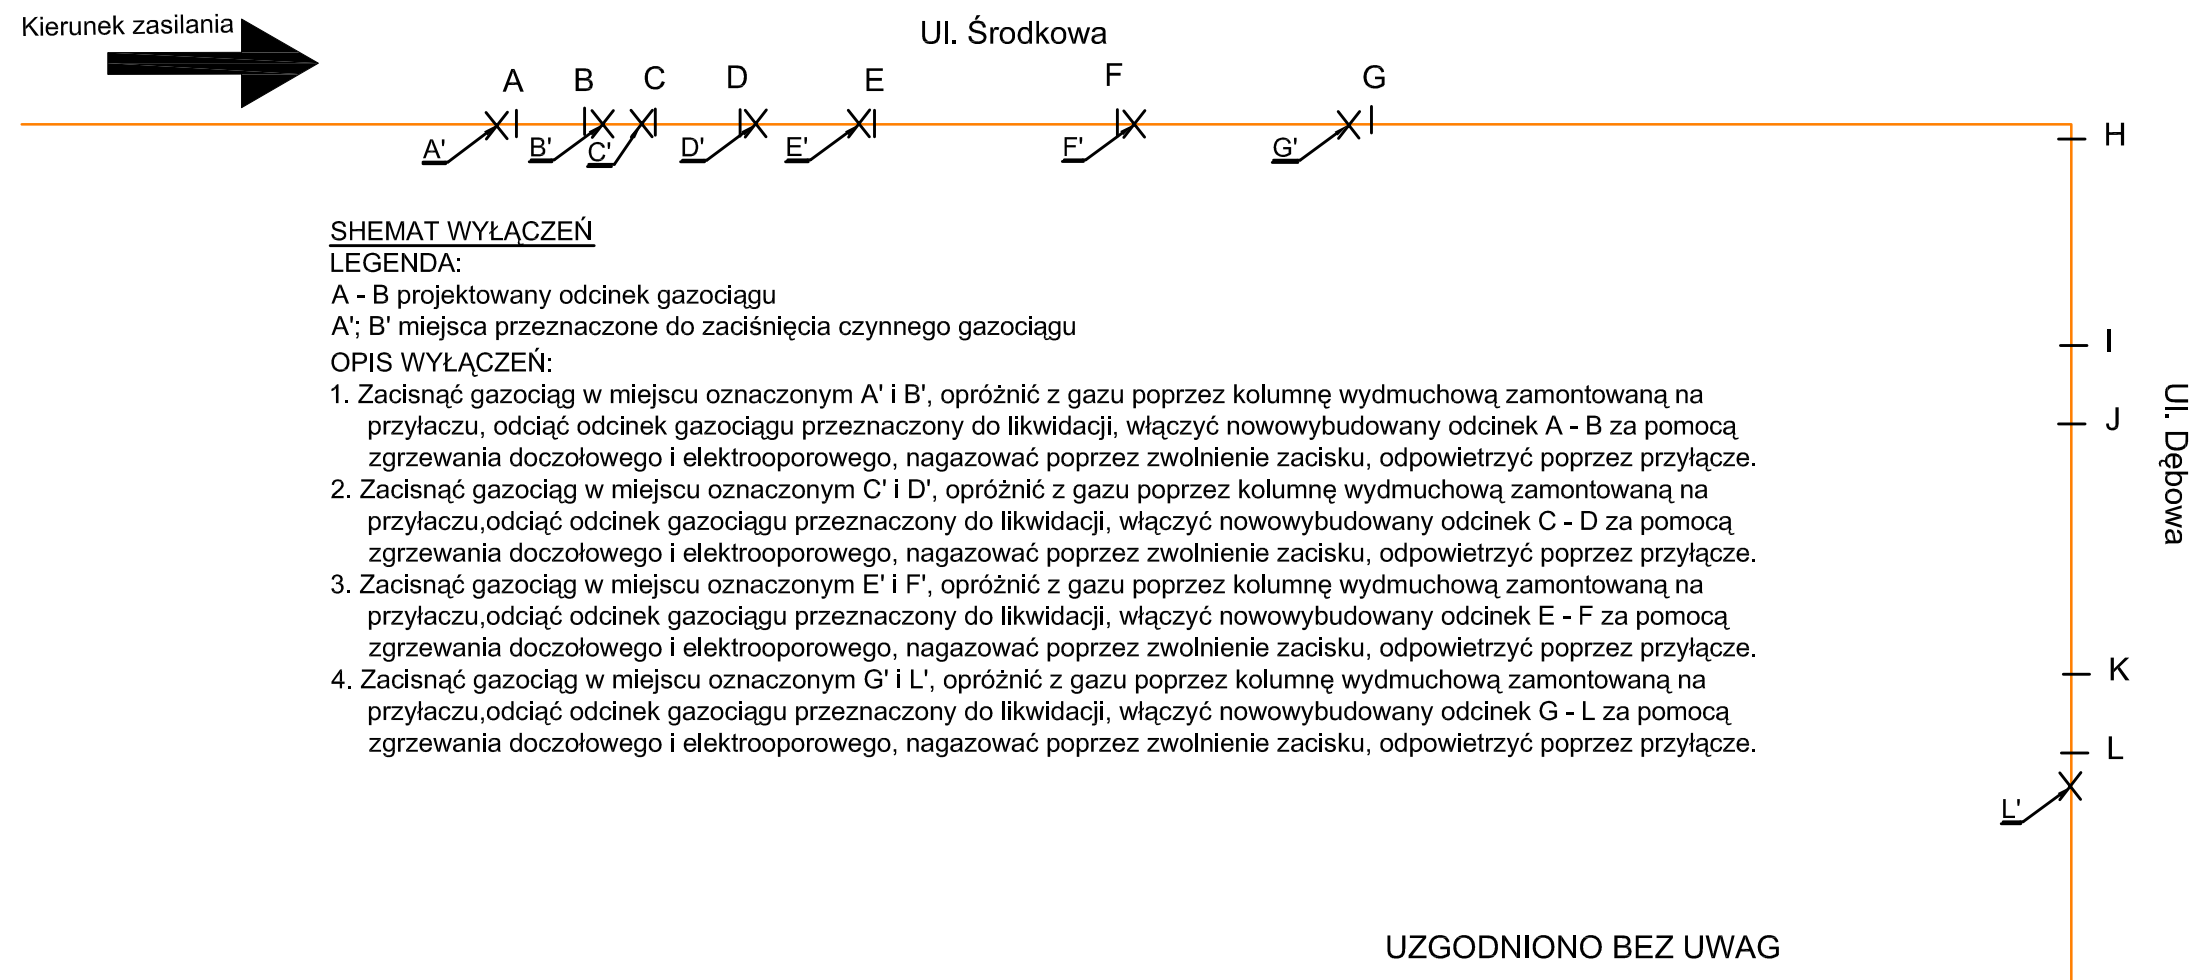 Kierunek zasilania
Ul. Środkowa
A B C D E F G
H
A' B' C' D' E' F' G'
SHEMAT WYŁĄCZEŃ
LEGENDA:
A - B projektowany odcinek gazociągu
A'; B' miejsca przeznaczone do zaciśnięcia czynnego gazociągu
OPIS WYŁĄCZEŃ:
1. Zacisnąć gazociąg w miejscu oznaczonym A' i B', opróżnić z gazu poprzez kolumnę wydmuchową zamontowaną na
przyłaczu, odciąć odcinek gazociągu przeznaczony do likwidacji, włączyć nowowybudowany odcinek A - B za pomocą
zgrzewania doczołowego i elektrooporowego, nagazować poprzez zwolnienie zacisku, odpowietrzyć poprzez przyłącze.
2. Zacisnąć gazociąg w miejscu oznaczonym C' i D', opróżnić z gazu poprzez kolumnę wydmuchową zamontowaną na
przyłaczu,odciąć odcinek gazociągu przeznaczony do likwidacji, włączyć nowowybudowany odcinek C - D za pomocą
zgrzewania doczołowego i elektrooporowego, nagazować poprzez zwolnienie zacisku, odpowietrzyć poprzez przyłącze.
3. Zacisnąć gazociąg w miejscu oznaczonym E' i F', opróżnić z gazu poprzez kolumnę wydmuchową zamontowaną na
przyłaczu,odciąć odcinek gazociągu przeznaczony do likwidacji, włączyć nowowybudowany odcinek E - F za pomocą
zgrzewania doczołowego i elektrooporowego, nagazować poprzez zwolnienie zacisku, odpowietrzyć poprzez przyłącze.
4. Zacisnąć gazociąg w miejscu oznaczonym G' i L', opróżnić z gazu poprzez kolumnę wydmuchową zamontowaną na
przyłaczu,odciąć odcinek gazociągu przeznaczony do likwidacji, włączyć nowowybudowany odcinek G - L za pomocą
zgrzewania doczołowego i elektrooporowego, nagazować poprzez zwolnienie zacisku, odpowietrzyć poprzez przyłącze.
I
J
Ul. Dębowa
K
L
L'
UZGODNIONO BEZ UWAG